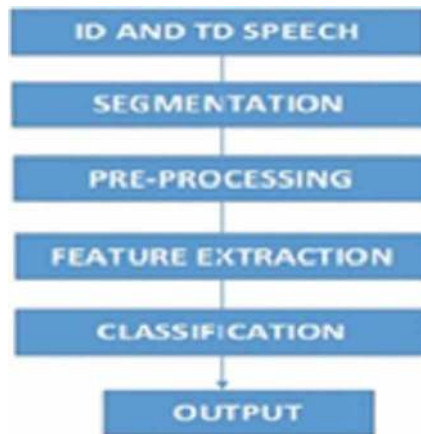 ID AND TD SPEECH
SEGMENTATION
PRE-PROCESSING
FEATURE EXTRACTION
CLASSIFICATION
OUTPUT